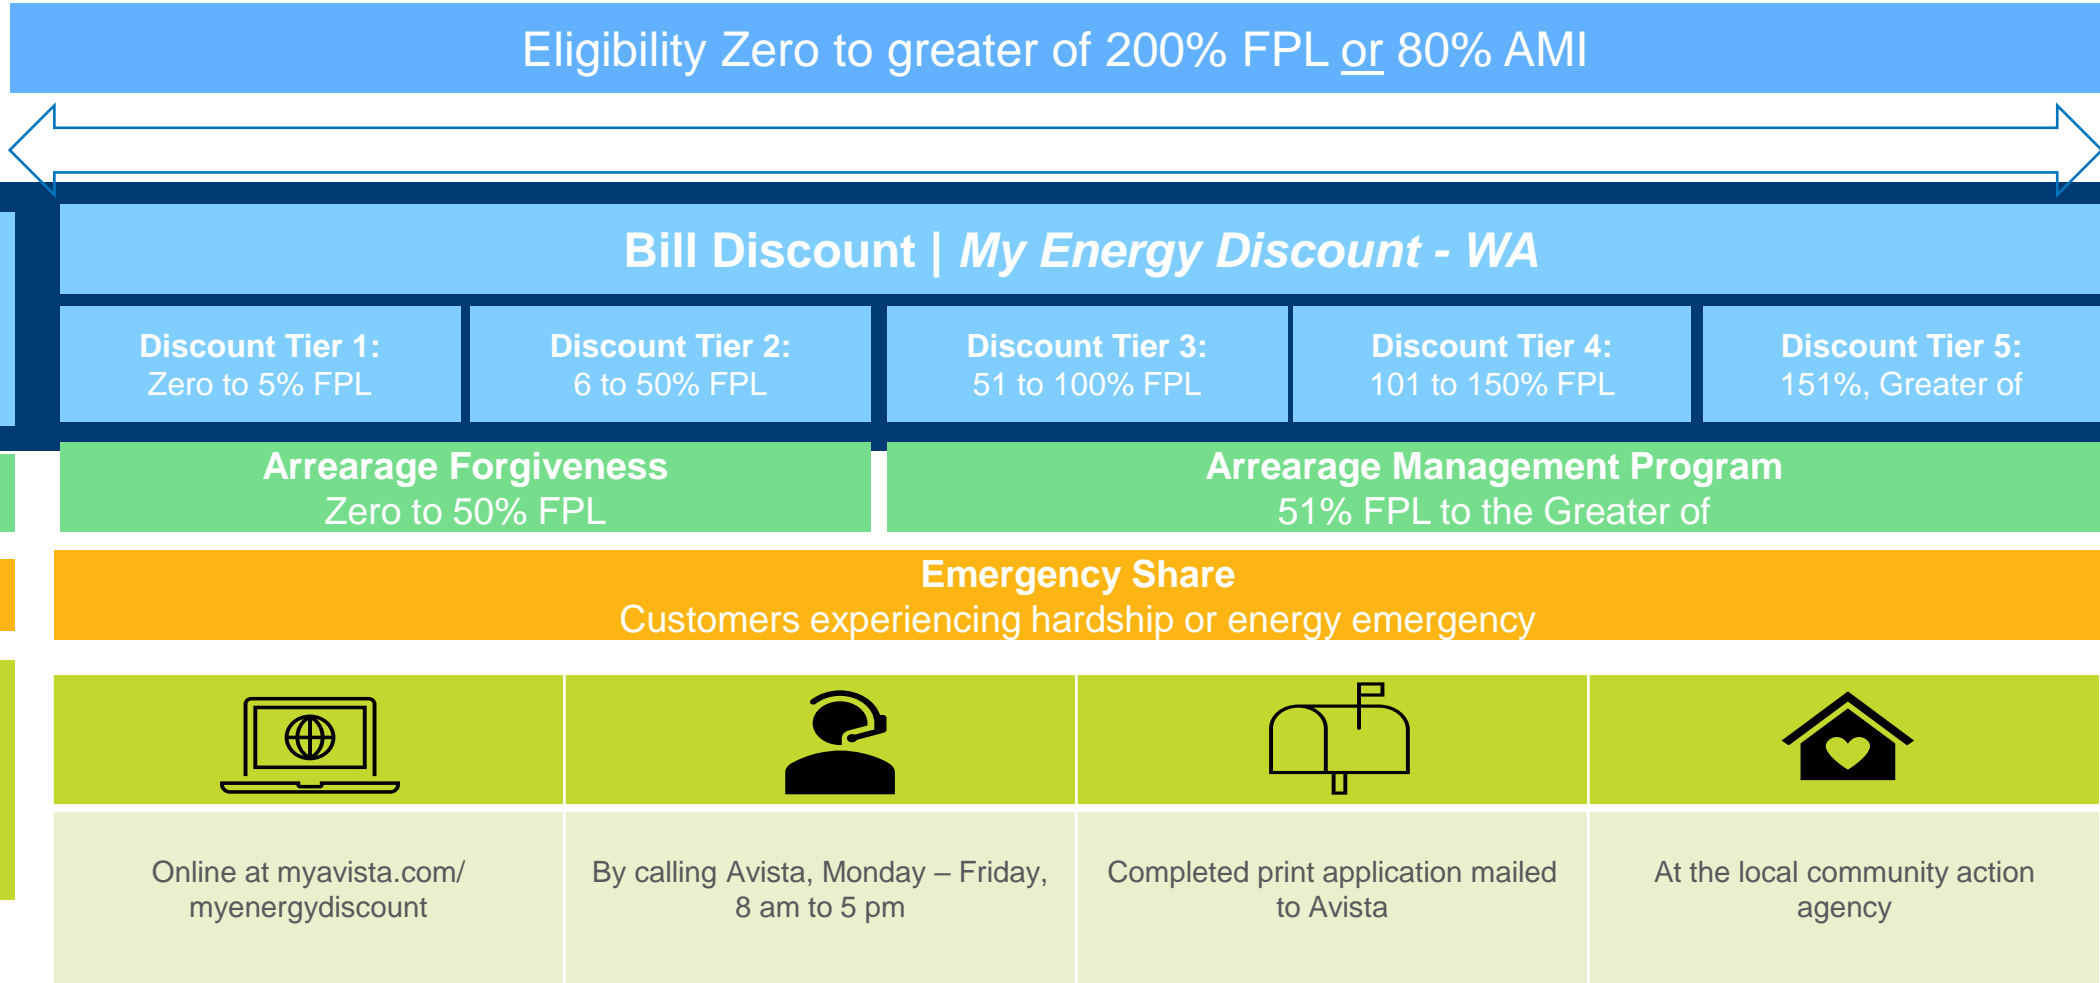 Eligibility Zero to greater of 200% FPL or 80% AMI
Bill Discount | My Energy Discount - WA
Discount Tier 1:
Zero to 5% FPL
Discount Tier 2:
6 to 50% FPL
Discount Tier 3:
51 to 100% FPL
Discount Tier 4:
101 to 150% FPL
Discount Tier 5:
151%, Greater of
Arrearage Forgiveness
Zero to 50% FPL
Arrearage Management Program
51% FPL to the Greater of
Emergency Share
Customers experiencing hardship or energy emergency
Online at myavista.com/
myenergydiscount
By calling Avista, Monday – Friday,
8 am to 5 pm
Completed print application mailed
to Avista
At the local community action
agency